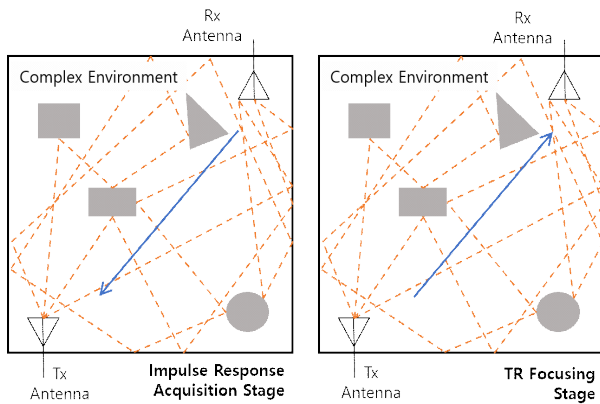 Rx
Antenna
Complex Environment
Tx
Antenna
Impulse Response
Acquisition Stage
Rx
Antenna
Complex Environment
Tx
Antenna
TR Focusing
Stage